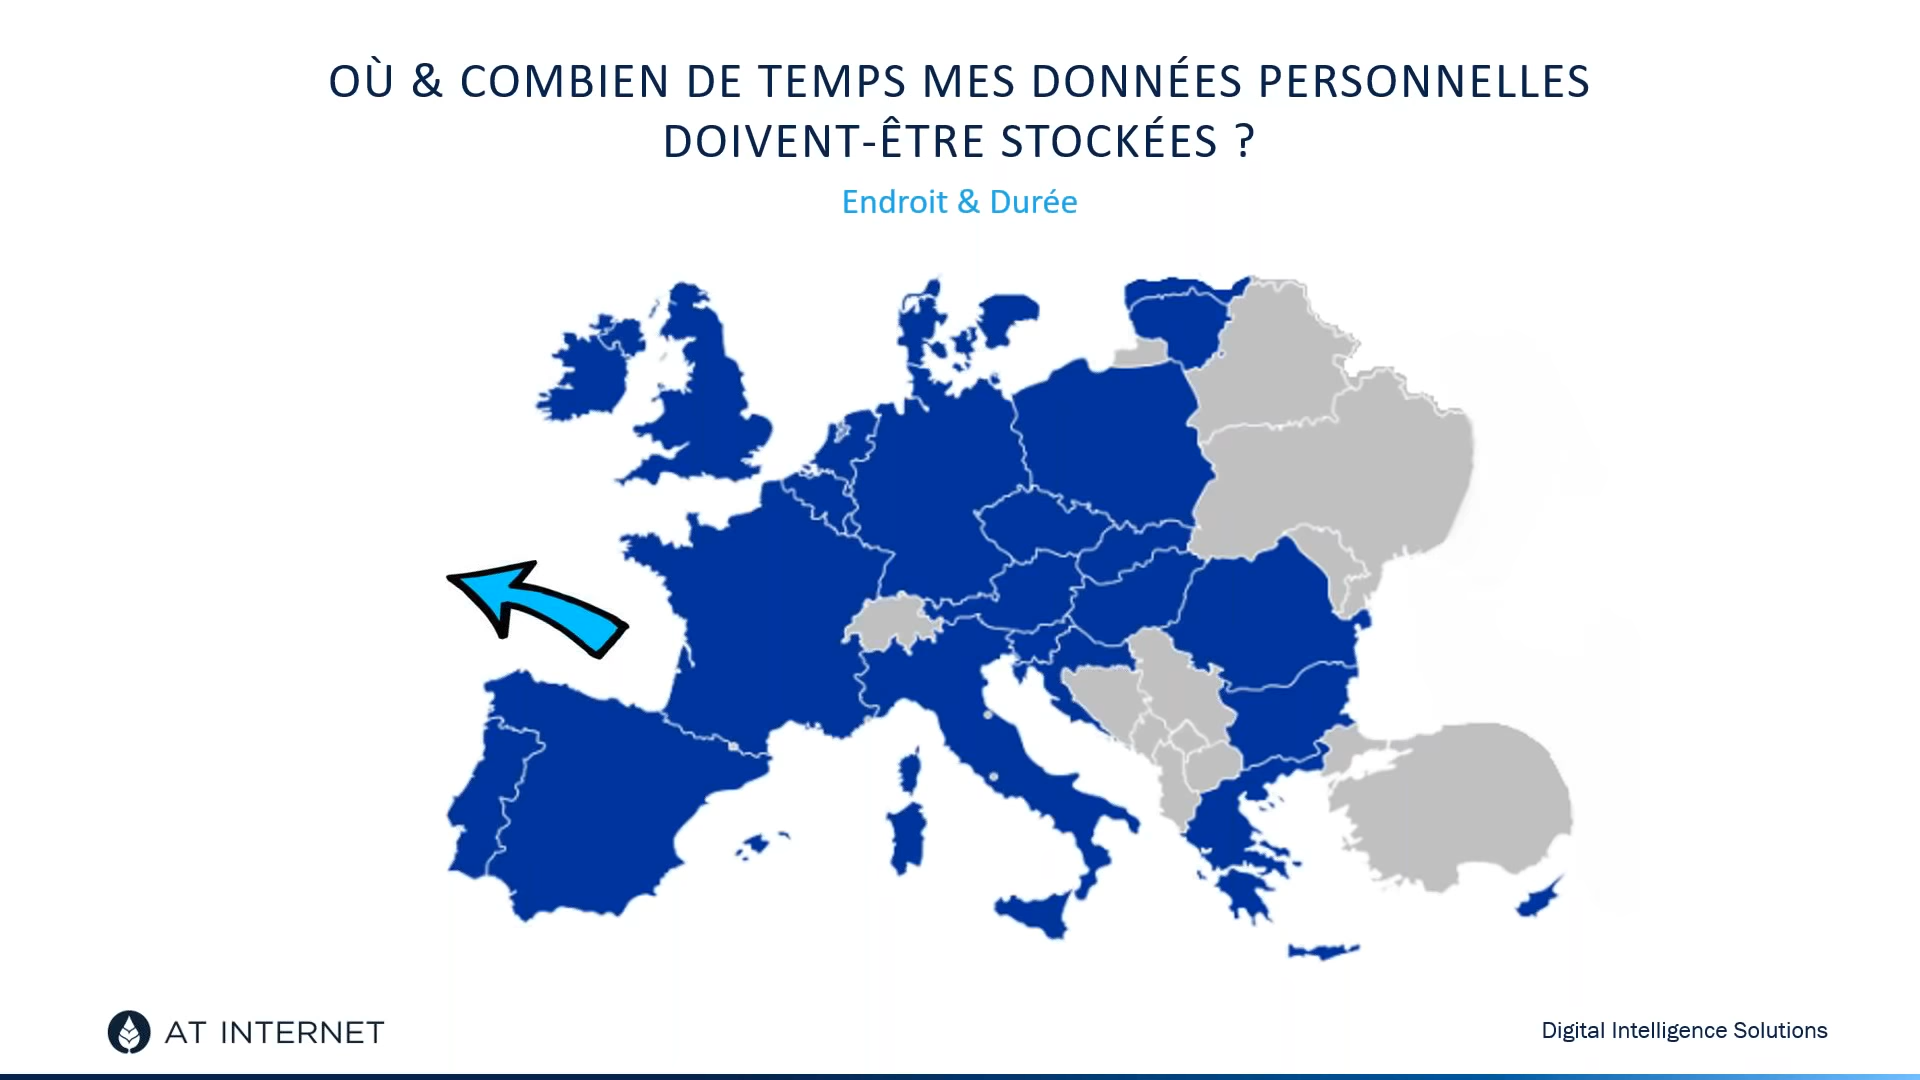 OÙ & COMBIEN DE TEMPS MES DONNÉES PERSONNELLES
DOIVENT-ÊTRE STOCKÉES ?
Endroit & Durée
AT INTERNET
Digital Intelligence Solutions